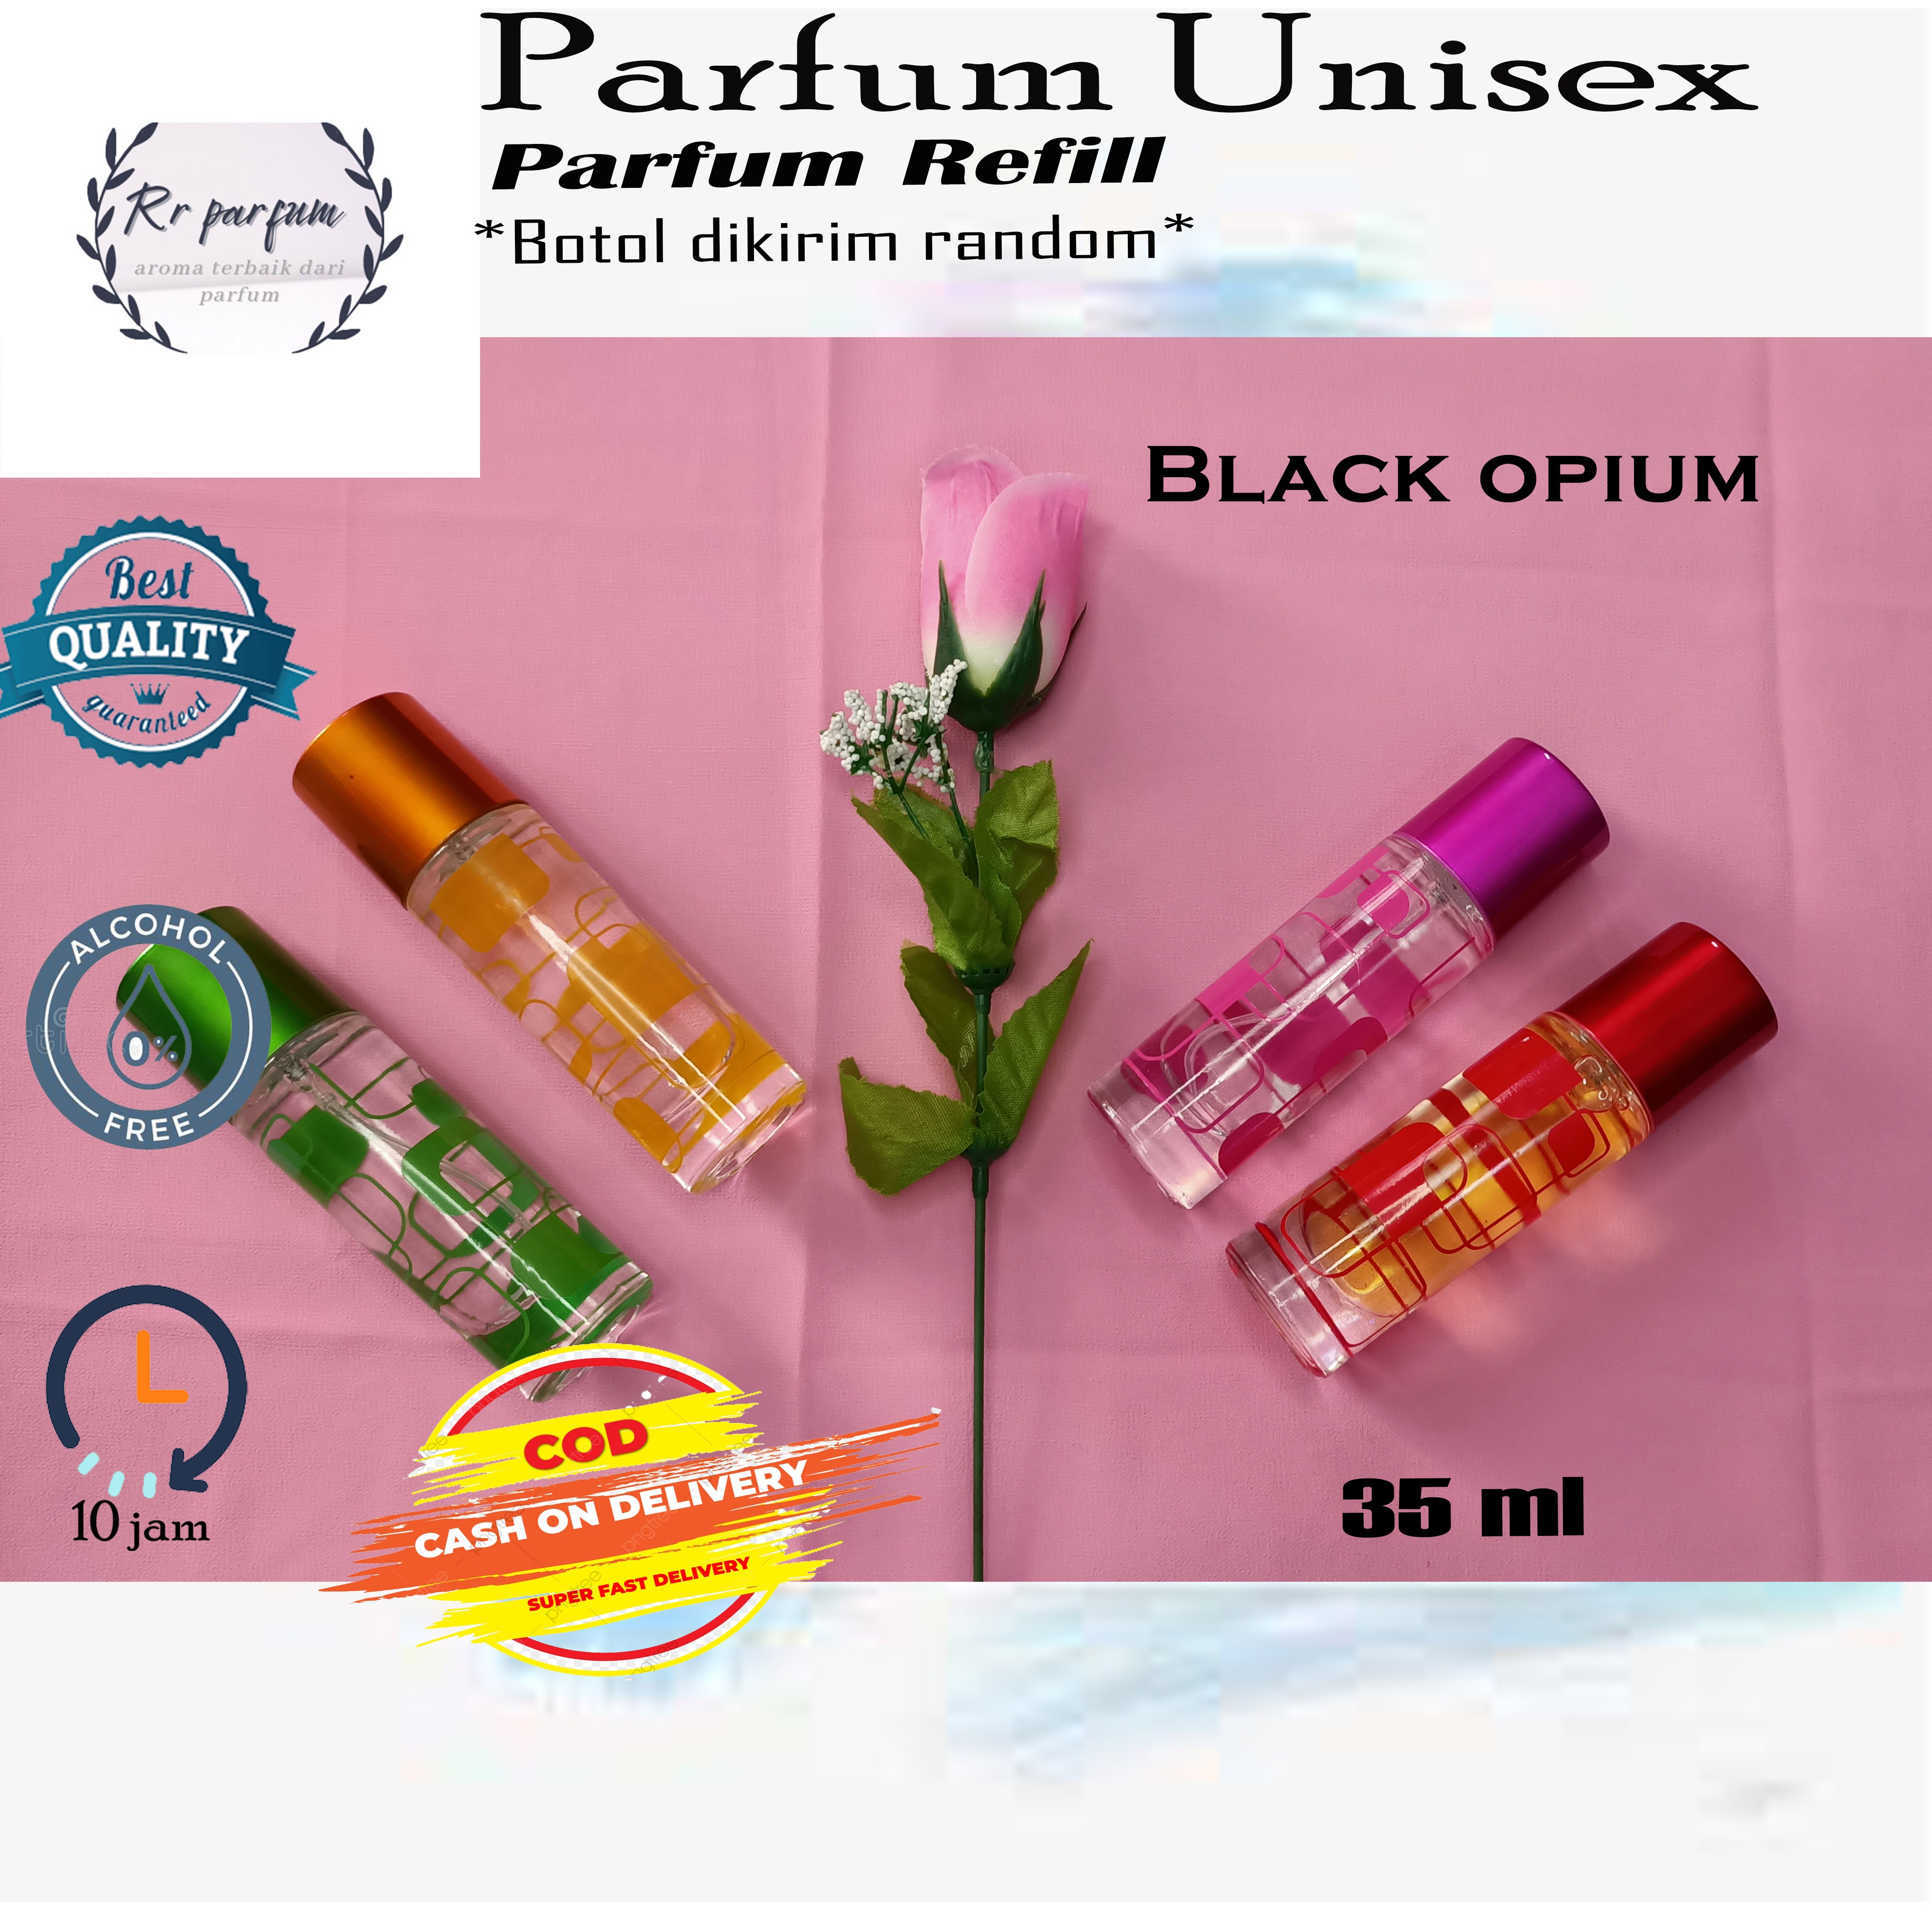 Parfum Unisex
Parfum Refill
*Botol dikirim random*
Rr parfum
aroma terbaik dari
parfum
BLACK OPIUM
Best
QUALITY
guaranteed
ALCOHOL
0%
FREE
10 jam
COD
CASH ON DELIVERY
SUPER FAST DELIVERY
35 ml